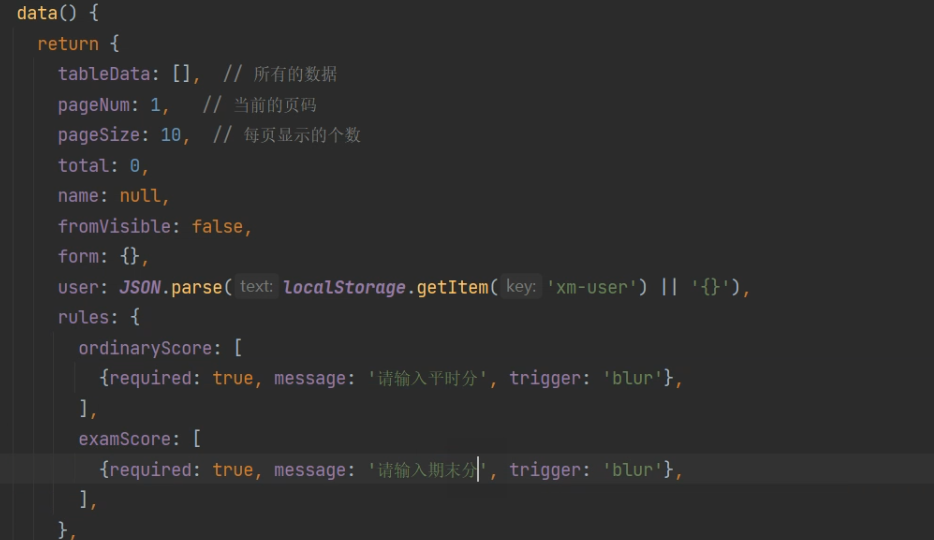 data() {
return {
tableData: [],  // 所有的数据
pageNum: 1,   // 当前的页码
pageSize: 10,  // 每页显示的个数
total: 0,
name: null,
fromVisible: false,
form: {},
user: JSON.parse( text: localStorage.getItem( key: 'xm-user') || '{}'),
rules: {
ordinaryScore: [
{required: true, message: '请输入平时分', trigger: 'blur'},
],
examScore: [
{required: true, message: '请输入期末分', trigger: 'blur'},
],
},